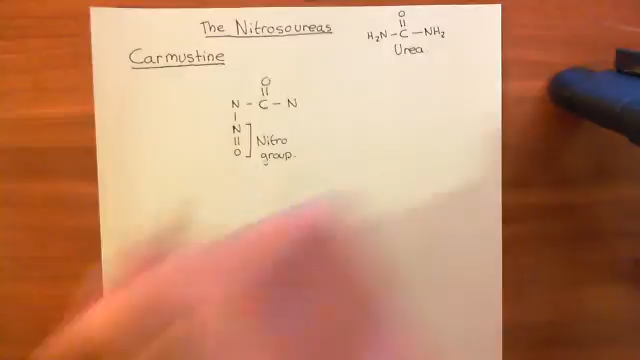 The Nitrosoureas
O
||
H2N-C-NH2
Urea
Carmustine
O
||
N-C-N
|
N
||
O
Nitro
group.